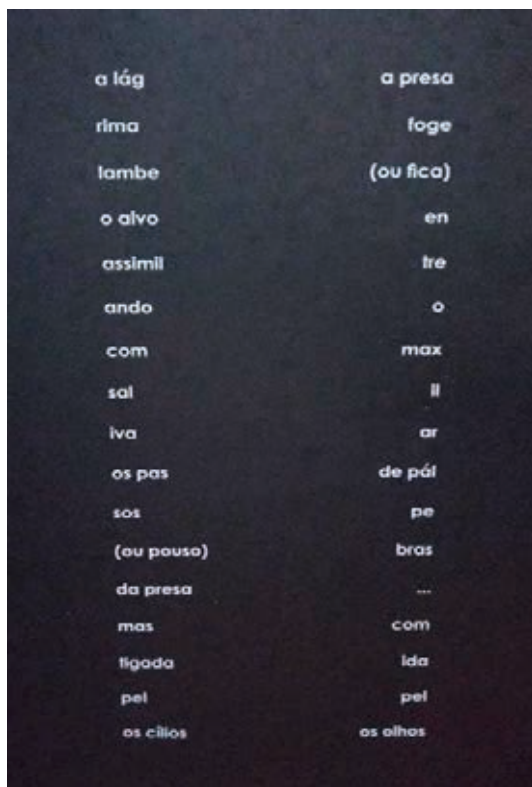 a lág
rima
lambe
o alvo
assimil
ando
com
sal
iva
os pas
sos
(ou pouso)
da presa
mas
tigada
pel
os cílios
a presa
foge
(ou fica)
en
tre
o
max
il
ar
de pál
pe
bras
...
com
ida
pel
os olhos